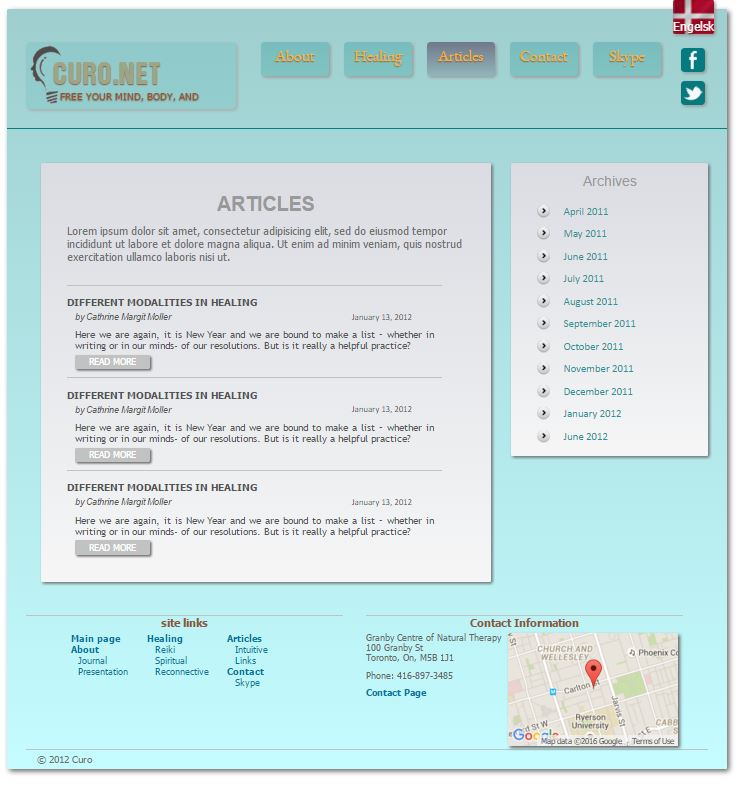 Engelsk
CURO.NET
FREE YOUR MIND, BODY, AND
About
Healing
Articles
Contact
Skype
ARTICLES
Lorem ipsum dolor sit amet, consectetur adipisicing elit, sed do eiusmod tempor
incididunt ut labore et dolore magna aliqua. Ut enim ad minim veniam, quis nostrud
exercitation ullamco laboris nisi ut.
DIFFERENT MODALITIES IN HEALING
by Cathrine Margit Moller
January 13, 2012
Here we are again, it is New Year and we are bound to make a list - whether in
writing or in our minds- of our resolutions. But is it really a helpful practice?
READ MORE
DIFFERENT MODALITIES IN HEALING
by Cathrine Margit Moller
January 13, 2012
Here we are again, it is New Year and we are bound to make a list - whether in
writing or in our minds- of our resolutions. But is it really a helpful practice?
READ MORE
DIFFERENT MODALITIES IN HEALING
by Cathrine Margit Moller
January 13, 2012
Here we are again, it is New Year and we are bound to make a list - whether in
writing or in our minds- of our resolutions. But is it really a helpful practice?
READ MORE
Archives
April 2011
May 2011
June 2011
July 2011
August 2011
September 2011
October 2011
November 2011
December 2011
January 2012
June 2012
site links
Main page
About
Journal
Presentation
Healing
Reiki
Spiritual
Reconnective
Articles
Intuitive
Links
Contact
Skype
Contact Information
Granby Centre of Natural Therapy
100 Granby St
Toronto, On, M5B 1J1
Phone: 416-897-3485
Contact Page
CHURCH AND
WELLESLEY
Phoenix Co
Carlton St
Jarvis St
Ryerson
University
rd St W
CABB
Google
Map data ©2016 Google
Terms of Use
© 2012 Curo